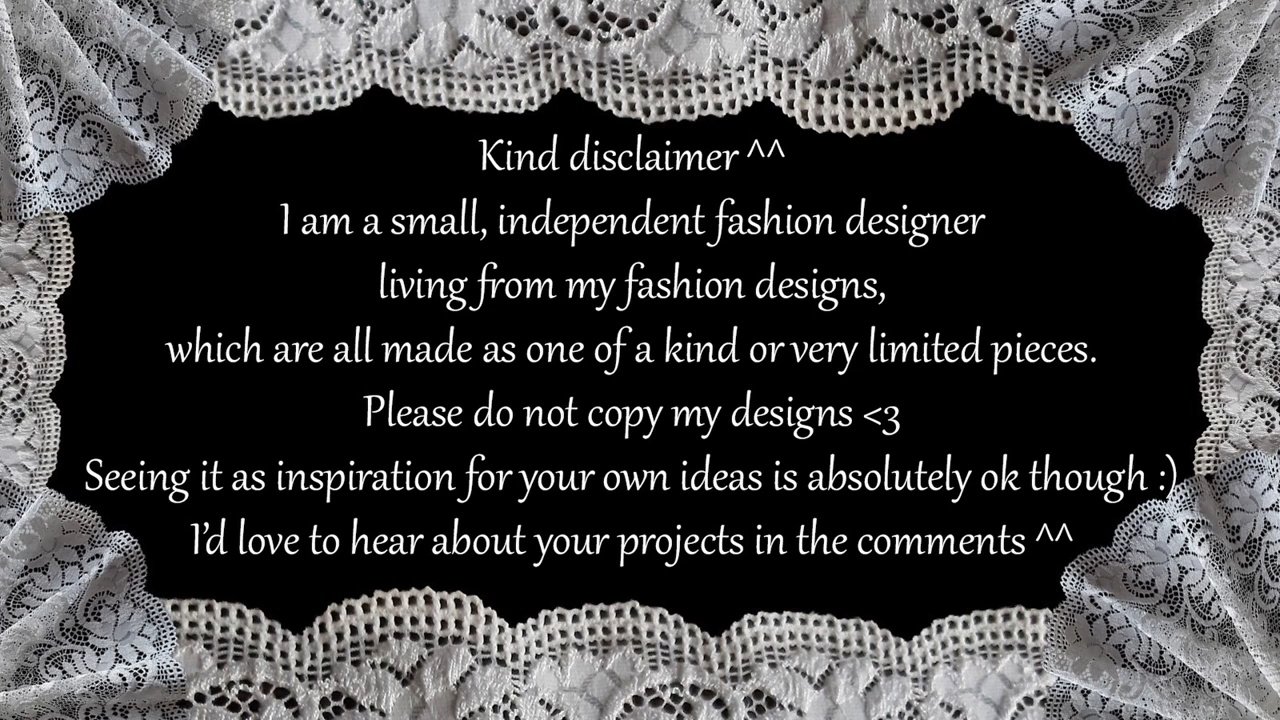 Kind disclaimer ^^
I am a small, independent fashion designer
living from my fashion designs,
which are all made as one of a kind or very limited pieces.
Please do not copy my designs <3
Seeing it as inspiration for your own ideas is absolutely ok though :)
I'd love to hear about your projects in the comments ^^